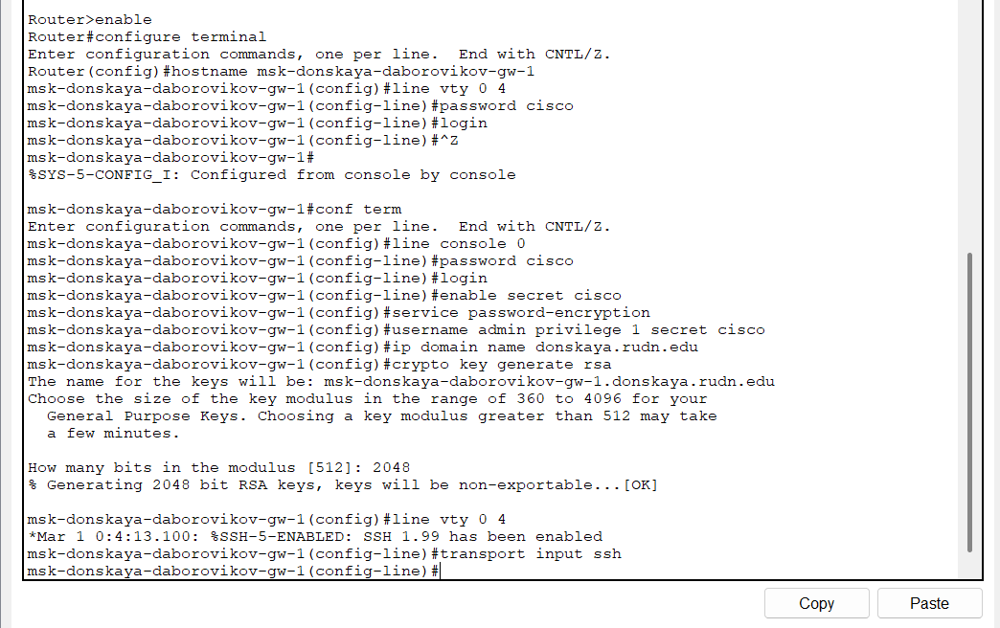 Router>enable
Router#configure terminal
Enter configuration commands, one per line.  End with CNTL/Z.
Router(config)#hostname msk-donskaya-daborovikov-gw-1
msk-donskaya-daborovikov-gw-1(config)#line vty 0 4
msk-donskaya-daborovikov-gw-1(config-line)#password cisco
msk-donskaya-daborovikov-gw-1(config-line)#login
msk-donskaya-daborovikov-gw-1(config-line)#^Z
msk-donskaya-daborovikov-gw-1#
%SYS-5-CONFIG_I: Configured from console by console
msk-donskaya-daborovikov-gw-1#conf term
Enter configuration commands, one per line.  End with CNTL/Z.
msk-donskaya-daborovikov-gw-1(config)#line console 0
msk-donskaya-daborovikov-gw-1(config-line)#password cisco
msk-donskaya-daborovikov-gw-1(config-line)#login
msk-donskaya-daborovikov-gw-1(config-line)#enable secret cisco
msk-donskaya-daborovikov-gw-1(config)#service password-encryption
msk-donskaya-daborovikov-gw-1(config)#username admin privilege 1 secret cisco
msk-donskaya-daborovikov-gw-1(config)#ip domain name donskaya.rudn.edu
msk-donskaya-daborovikov-gw-1(config)#crypto key generate rsa
The name for the keys will be: msk-donskaya-daborovikov-gw-1.donskaya.rudn.edu
Choose the size of the key modulus in the range of 360 to 4096 for your
  General Purpose Keys. Choosing a key modulus greater than 512 may take
  a few minutes.
How many bits in the modulus [512]: 2048
% Generating 2048 bit RSA keys, keys will be non-exportable...[OK]
msk-donskaya-daborovikov-gw-1(config)#line vty 0 4
*Mar 1 0:4:13.100: %SSH-5-ENABLED: SSH 1.99 has been enabled
msk-donskaya-daborovikov-gw-1(config-line)#transport input ssh
msk-donskaya-daborovikov-gw-1(config-line)#
Copy Paste